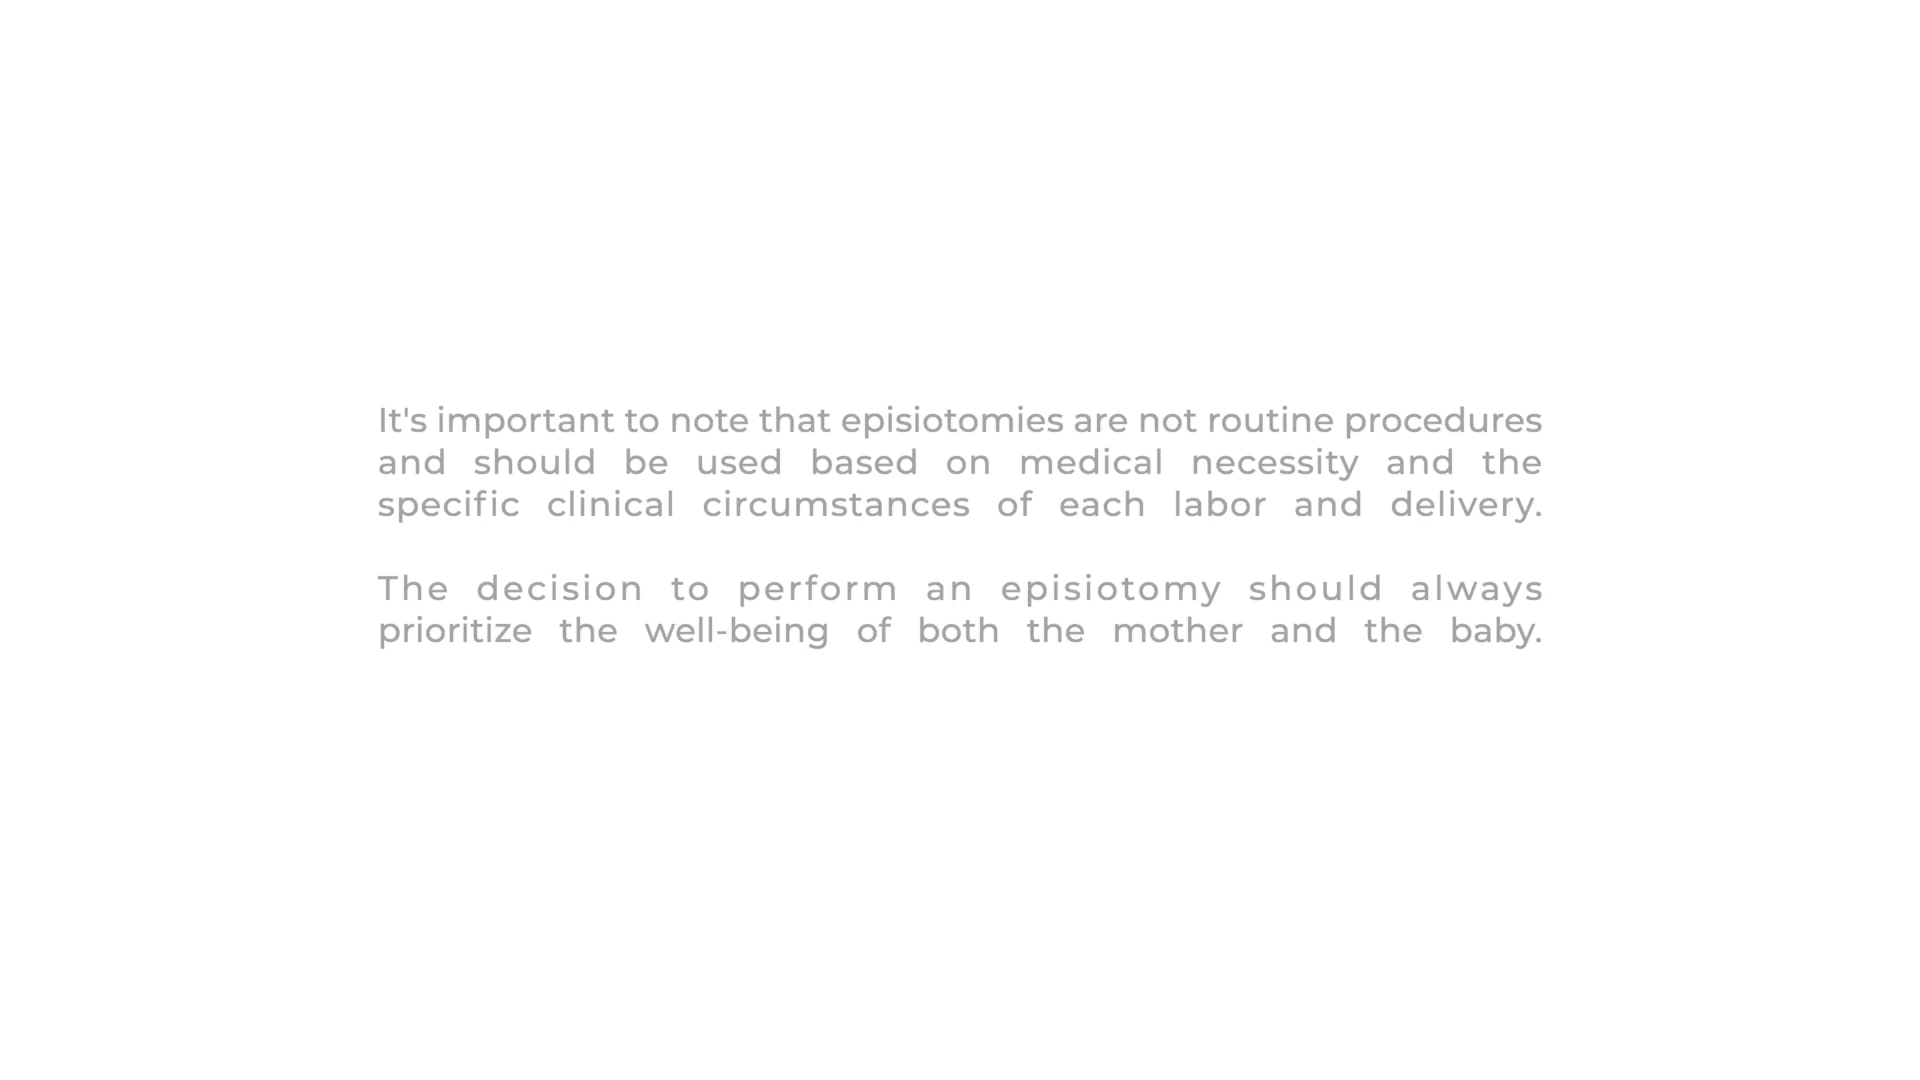 It's important to note that episiotomies are not routine procedures
and should be used based on medical necessity and the
specific clinical circumstances of each labor and delivery.
The decision to perform an episiotomy should always
prioritize the well-being of both the mother and the baby.